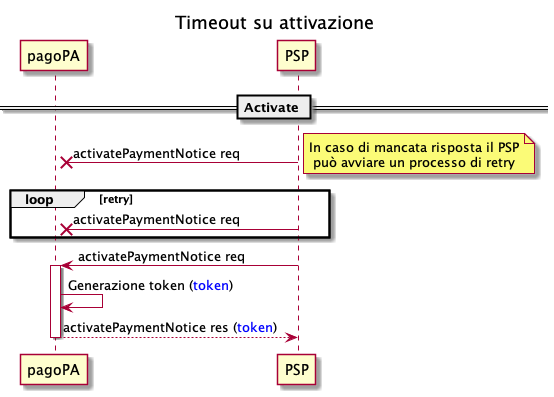 Timeout su attivazione
pagoPA
PSP
Activate
activatePaymentNotice req
In caso di mancata risposta il PSP
può avviare un processo di retry
loop
[retry]
activatePaymentNotice req
activatePaymentNotice req
Generazione token (token)
activatePaymentNotice res (token)
pagoPA
PSP